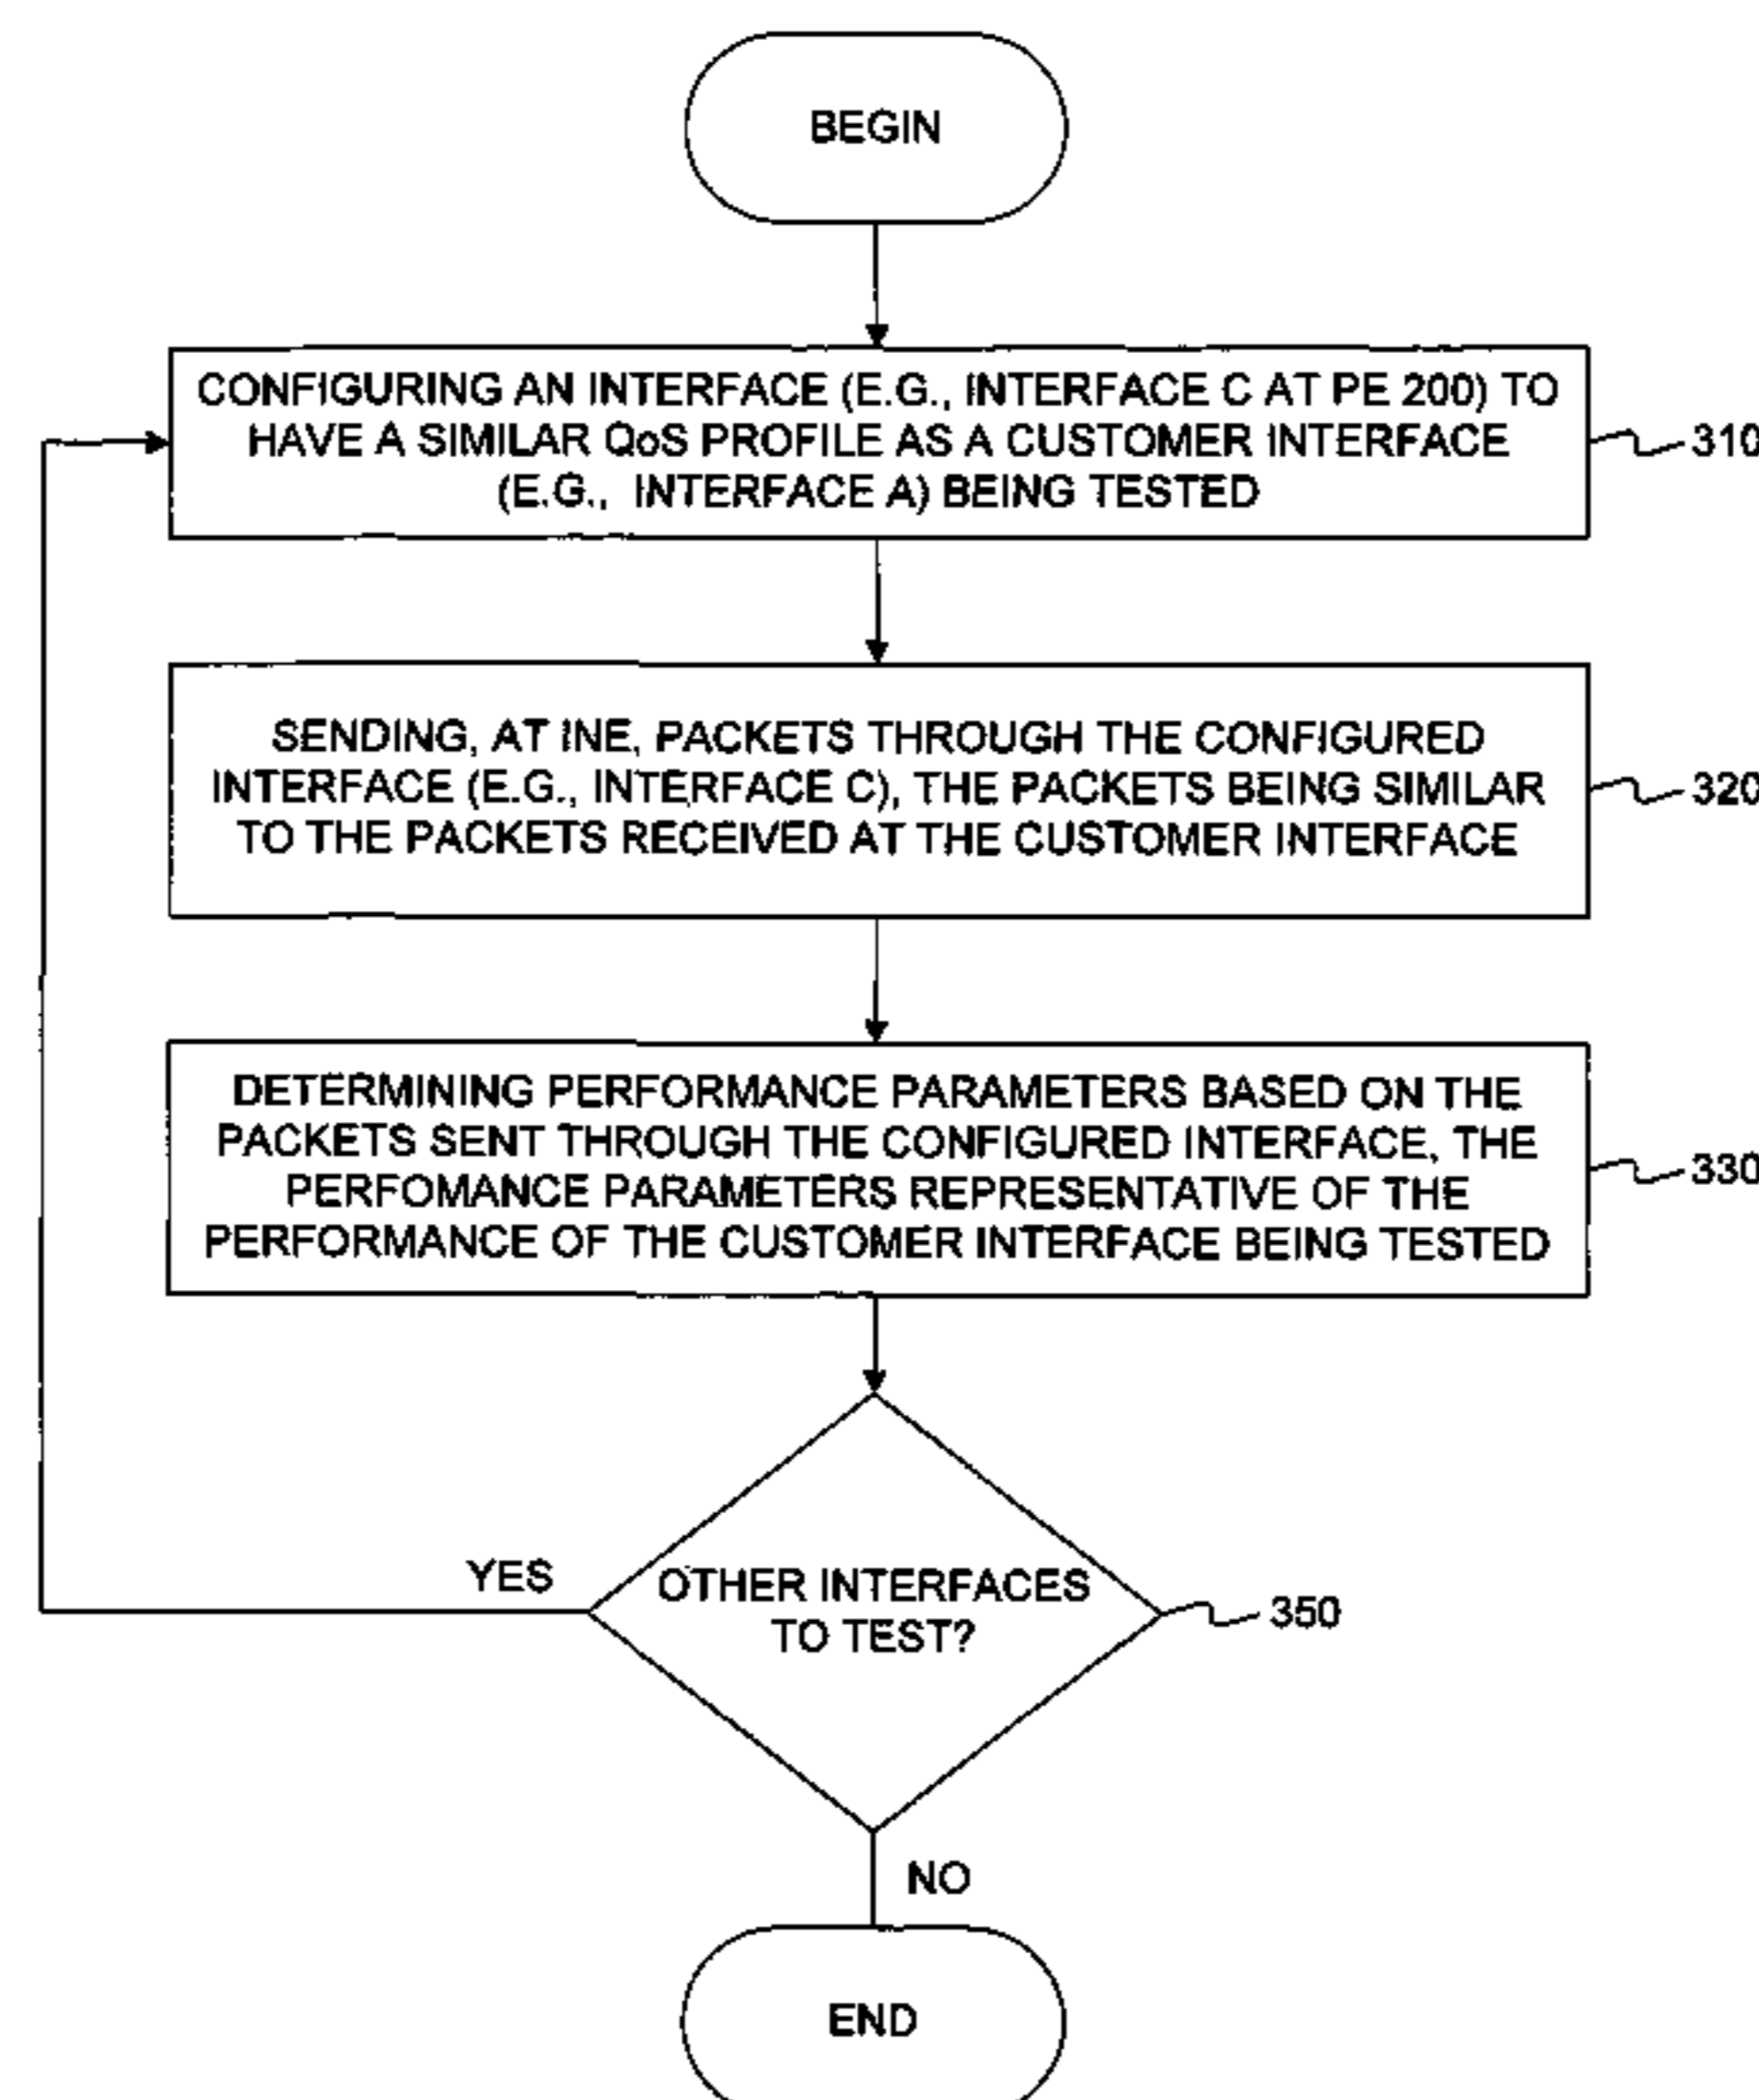 BEGIN
CONFIGURING AN INTERFACE (E.G., INTERFACE C AT PE 200) TO
HAVE A SIMILAR QoS PROFILE AS A CUSTOMER INTERFACE
(E.G., INTERFACE A) BEING TESTED
310
SENDING, AT INE, PACKETS THROUGH THE CONFIGURED
INTERFACE (E.G., INTERFACE C), THE PACKETS BEING SIMILAR
TO THE PACKETS RECEIVED AT THE CUSTOMER INTERFACE
320
DETERMINING PERFORMANCE PARAMETERS BASED ON THE
PACKETS SENT THROUGH THE CONFIGURED INTERFACE, THE
PERFOMANCE PARAMETERS REPRESENTATIVE OF THE
PERFORMANCE OF THE CUSTOMER INTERFACE BEING TESTED
330
YES
OTHER INTERFACES
TO TEST?
350
NO
END